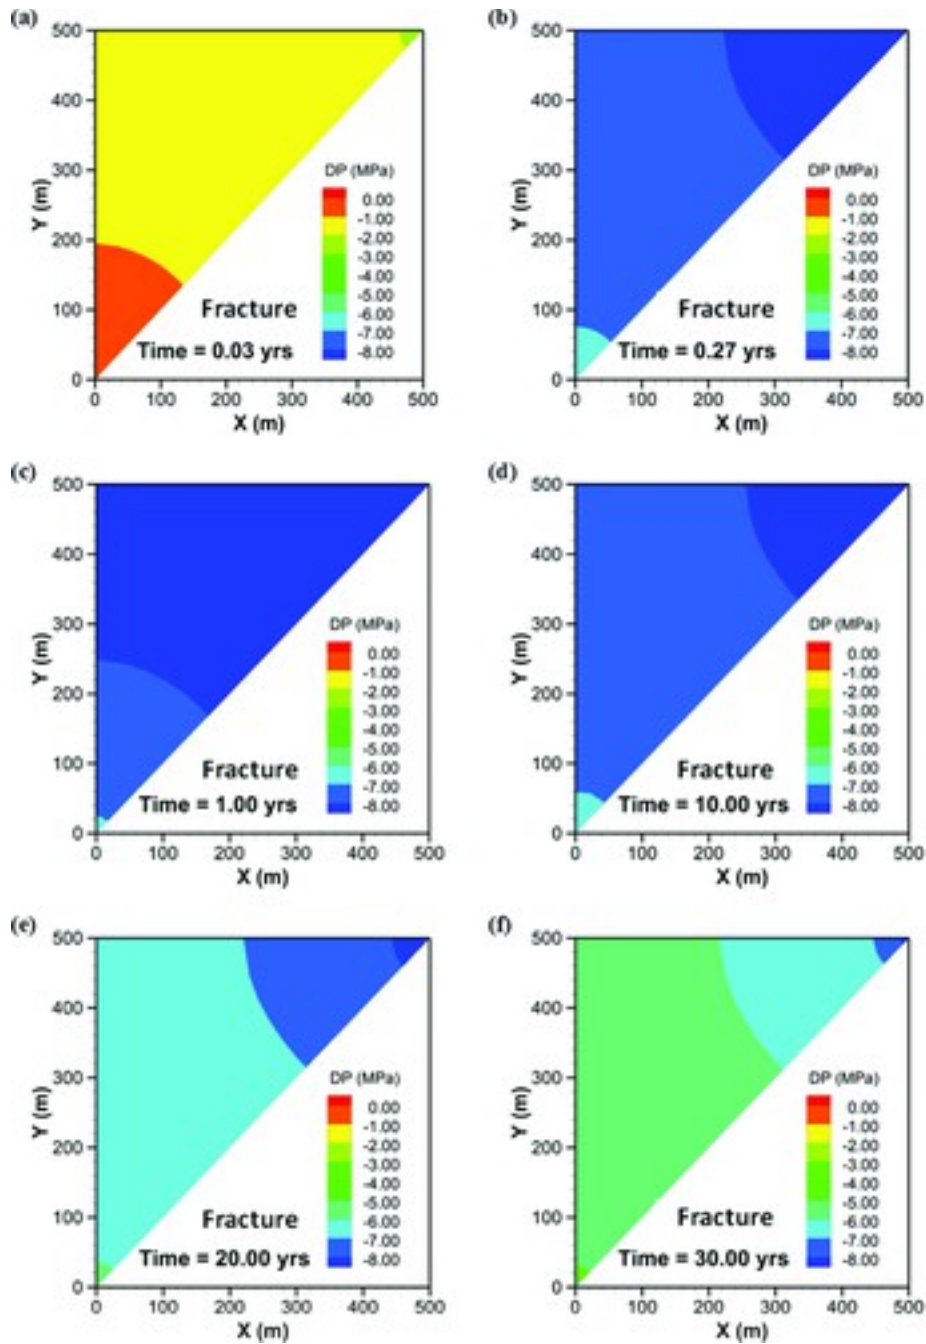 (a)
500
400
300
200
100
0
Y (m)
DP (MPa)
0.00
-1.00
-2.00
-3.00
-4.00
-5.00
-6.00
-7.00
-8.00
Fracture
Time = 0.03 yrs
0 100 200 300 400 500
X (m)
(b)
500
400
300
200
100
0
Y (m)
DP (MPa)
0.00
-1.00
-2.00
-3.00
-4.00
-5.00
-6.00
-7.00
-8.00
Fracture
Time = 0.27 yrs
0 100 200 300 400 500
X (m)
(c)
500
400
300
200
100
0
Y (m)
DP (MPa)
0.00
-1.00
-2.00
-3.00
-4.00
-5.00
-6.00
-7.00
-8.00
Fracture
Time = 1.00 yrs
0 100 200 300 400 500
X (m)
(d)
500
400
300
200
100
0
Y (m)
DP (MPa)
0.00
-1.00
-2.00
-3.00
-4.00
-5.00
-6.00
-7.00
-8.00
Fracture
Time = 10.00 yrs
0 100 200 300 400 500
X (m)
(e)
500
400
300
200
100
0
Y (m)
DP (MPa)
0.00
-1.00
-2.00
-3.00
-4.00
-5.00
-6.00
-7.00
-8.00
Fracture
Time = 20.00 yrs
0 100 200 300 400 500
X (m)
(f)
500
400
300
200
100
0
Y (m)
DP (MPa)
0.00
-1.00
-2.00
-3.00
-4.00
-5.00
-6.00
-7.00
-8.00
Fracture
Time = 30.00 yrs
0 100 200 300 400 500
X (m)